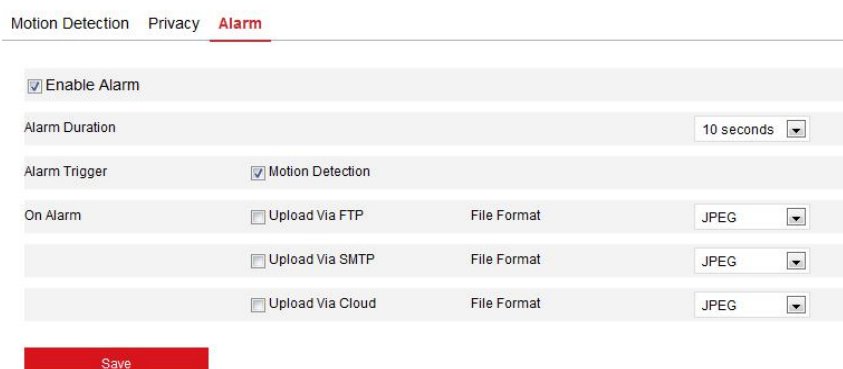 Motion Detection Privacy Alarm
Enable Alarm
Alarm Duration 10 seconds
Alarm Trigger Motion Detection
On Alarm Upload Via FTP File Format JPEG
Upload Via SMTP File Format JPEG
Upload Via Cloud File Format JPEG
Save